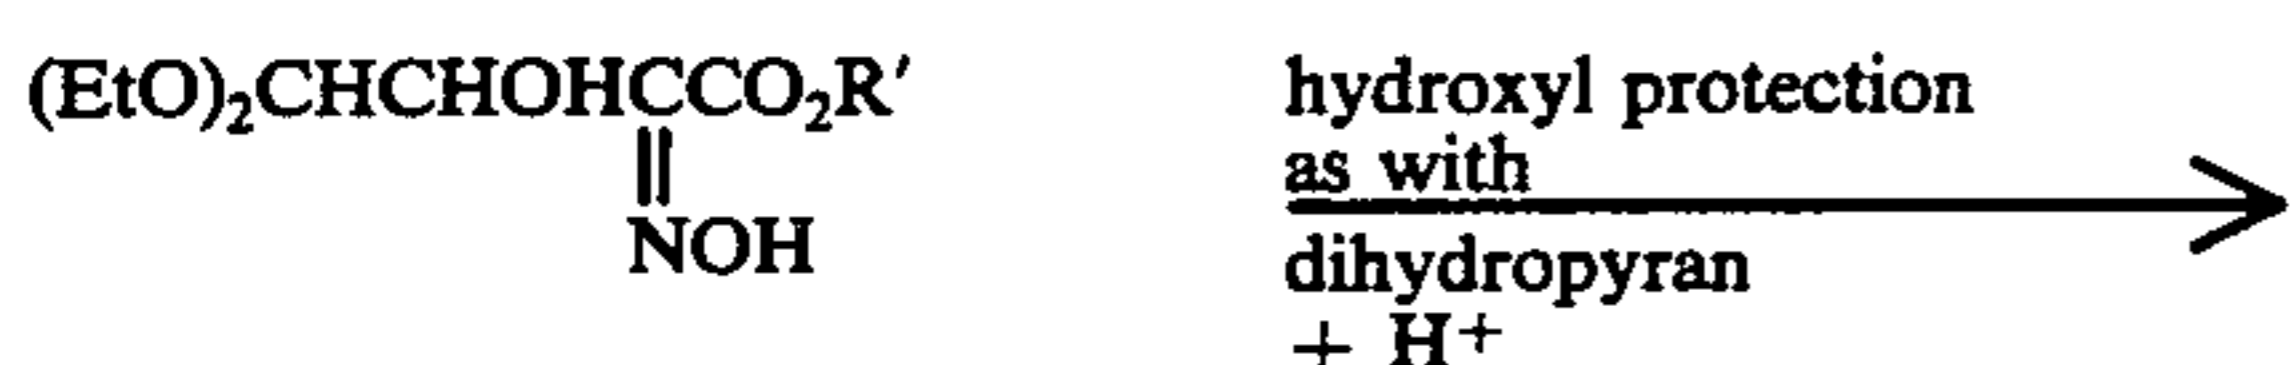 (EtO)₂CHCHOHCCO₂R′
NOH
hydroxyl protection
as with
dihydropyran
+ H⁺